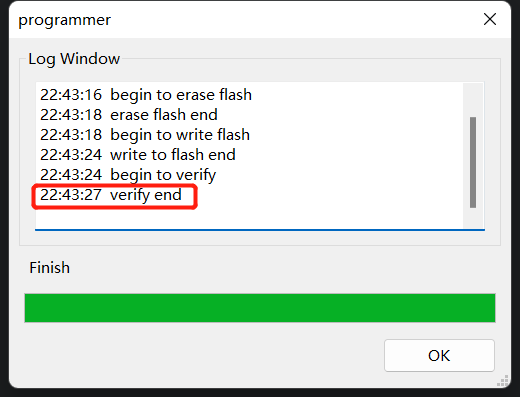 programmer
Log Window
22:43:16 begin to erase flash
22:43:18 erase flash end
22:43:18 begin to write flash
22:43:24 write to flash end
22:43:24 begin to verify
22:43:27 verify end
Finish
OK